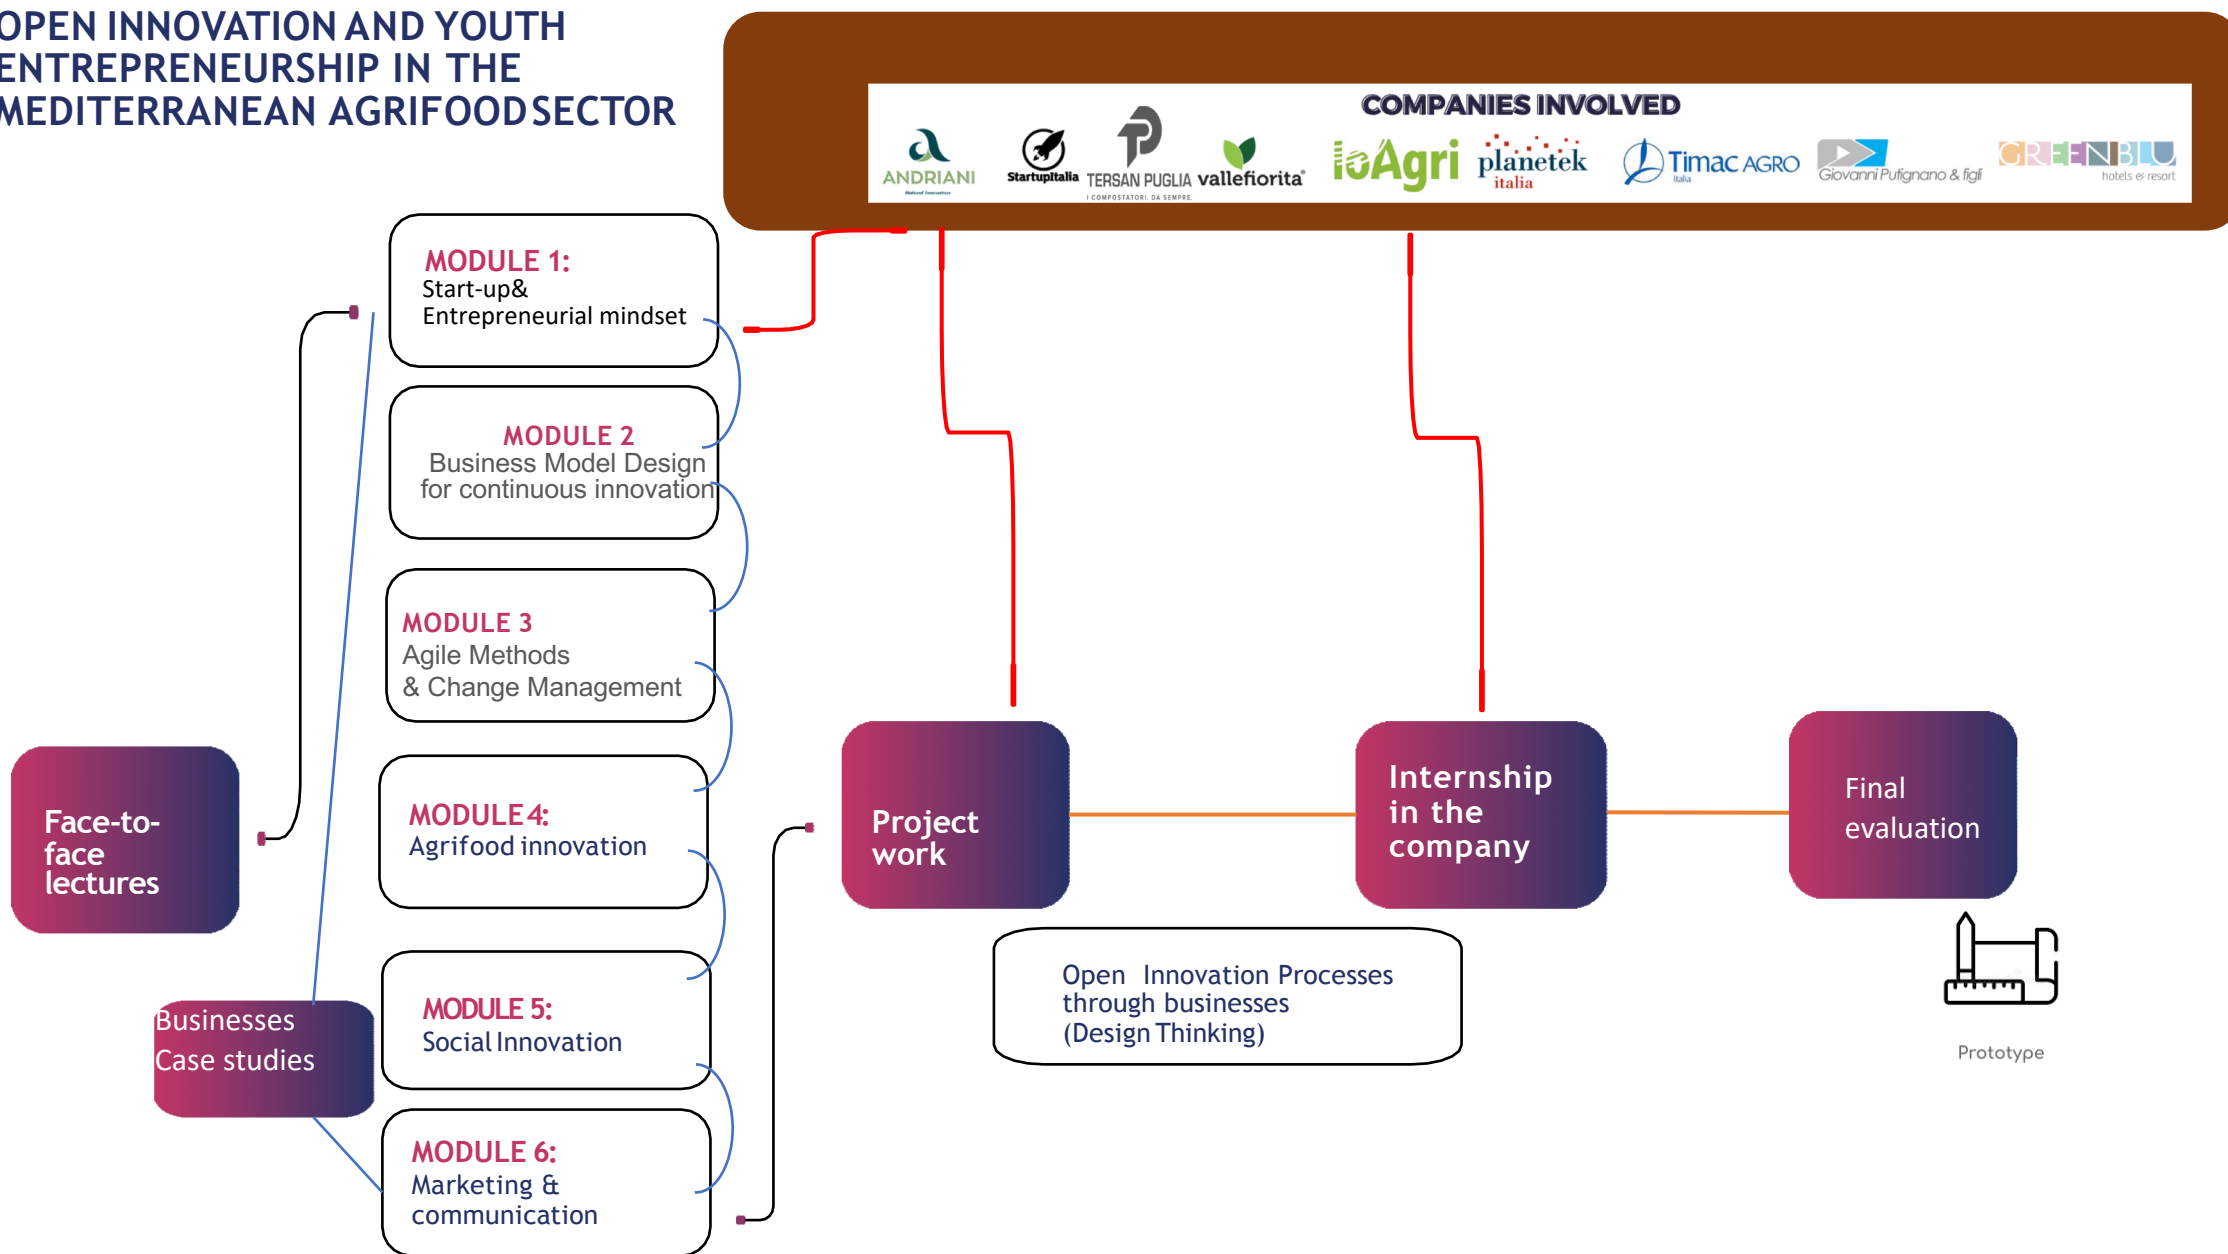 OPEN INNOVATION AND YOUTH
ENTREPRENEURSHIP IN THE
MEDITERRANEAN AGRIFOOD SECTOR
COMPANIES INVOLVED
ANDRIANI
Natural Innovators
StartupItalia
TERSAN PUGLIA
I COMPOSTATORI. DA SEMPRE.
vallefiorita®
ioAgri
planetek
italia
Timac AGRO
Italia
Giovanni Putignano & figli
GREENBLU
hotels & resort
MODULE 1:
Start-up&
Entrepreneurial mindset
MODULE 2
Business Model Design
for continuous innovation
MODULE 3
Agile Methods
& Change Management
MODULE 4:
Agrifood innovation
MODULE 5:
Social Innovation
MODULE 6:
Marketing &
communication
Face-to-
face
lectures
Businesses
Case studies
Project
work
Internship
in the
company
Final
evaluation
Open Innovation Processes
through businesses
(Design Thinking)
Prototype